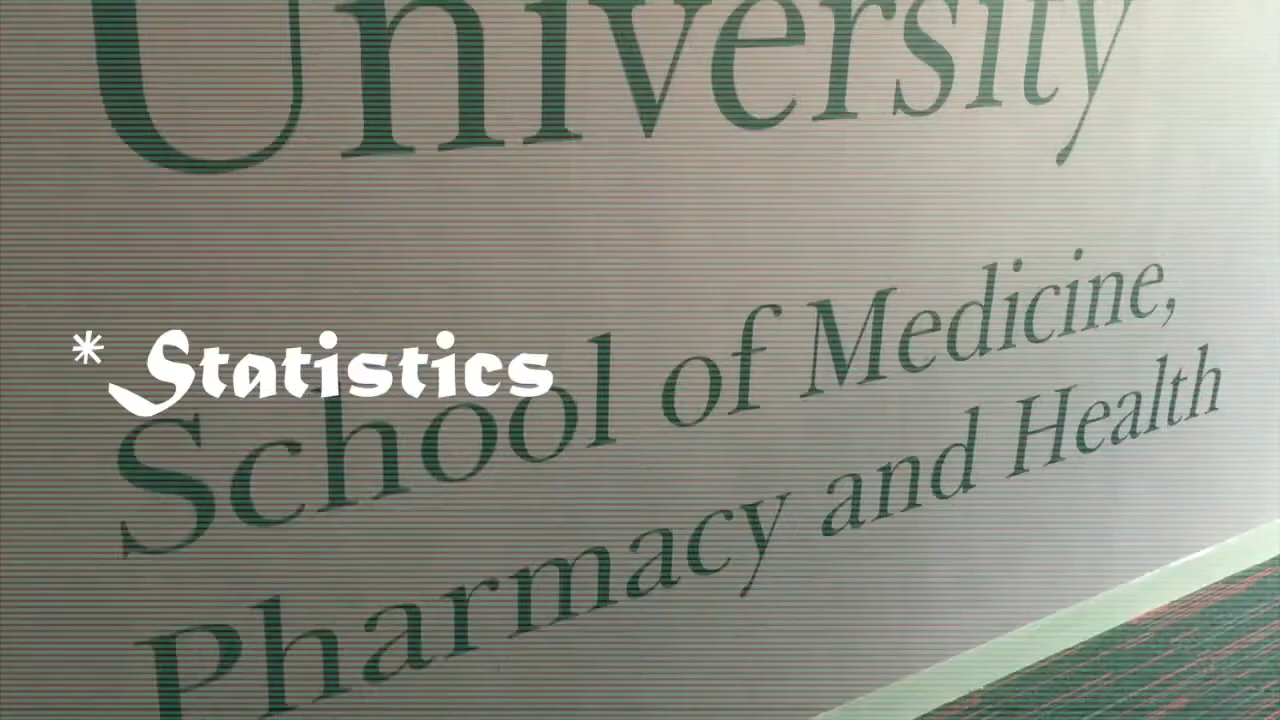 University
* Statistics
School of Medicine,
Pharmacy and Health